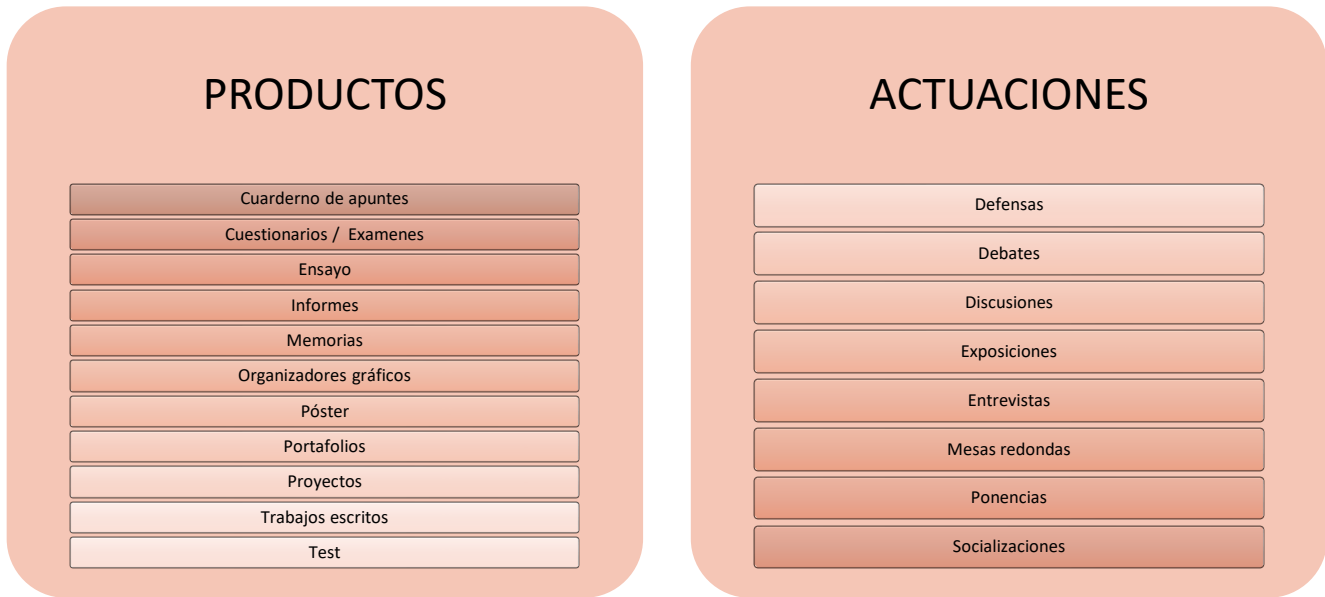 PRODUCTOS
Cuarderno de apuntes
Cuestionarios / Examenes
Ensayo
Informes
Memorias
Organizadores gráficos
Póster
Portafolios
Proyectos
Trabajos escritos
Test
ACTUACIONES
Defensas
Debates
Discusiones
Exposiciones
Entrevistas
Mesas redondas
Ponencias
Socializaciones